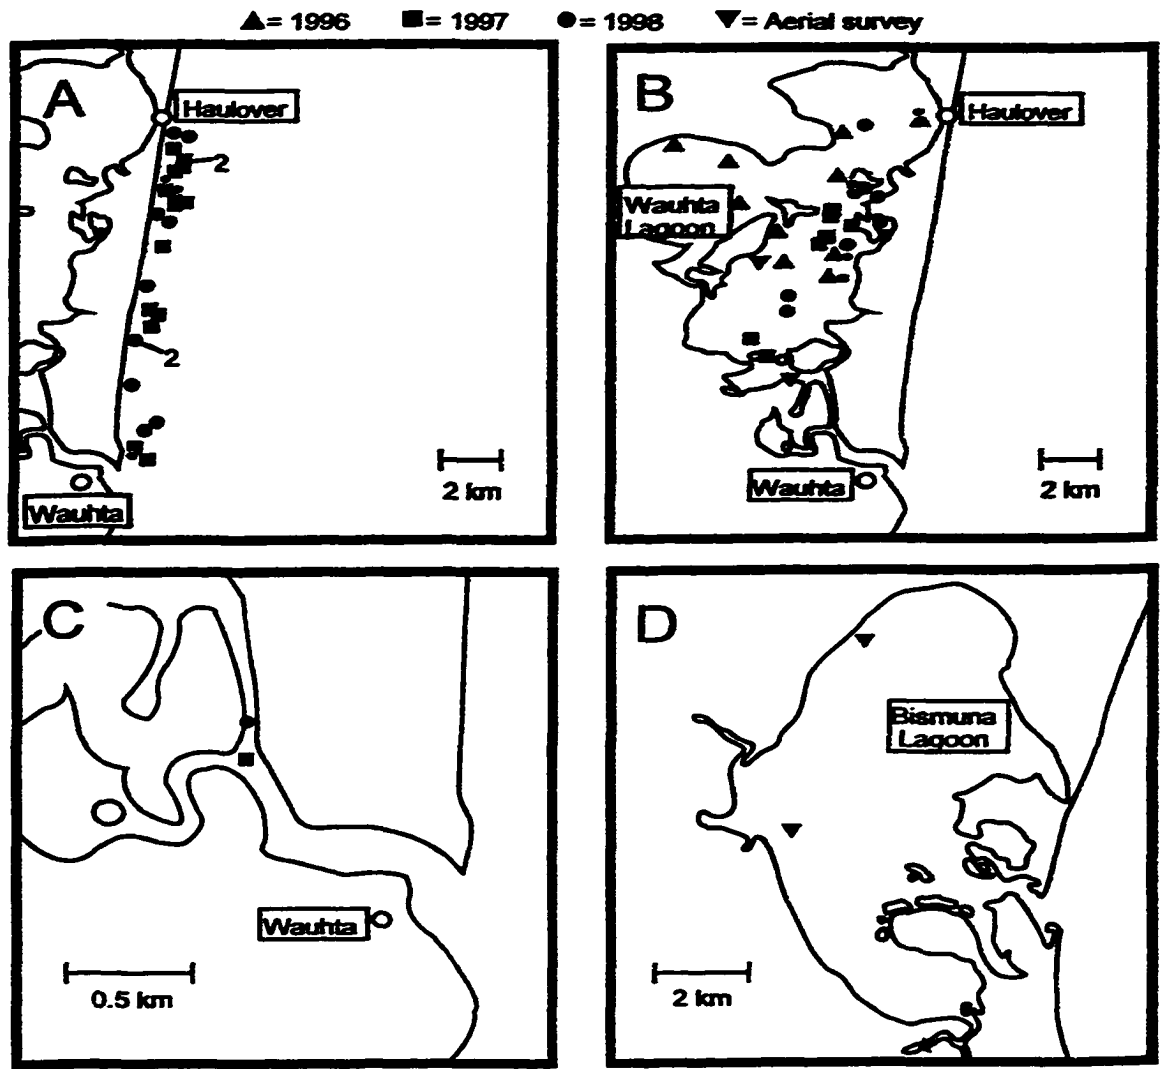 ▲= 1996 ■= 1997 ●= 1998 ▼= Aerial survey
A
Haulover
2
2
2 km
Wauhta
B
Haulover
Wauhta
Lagoon
Wauhta
2 km
C
Wauhta
0.5 km
D
Bismuna
Lagoon
2 km